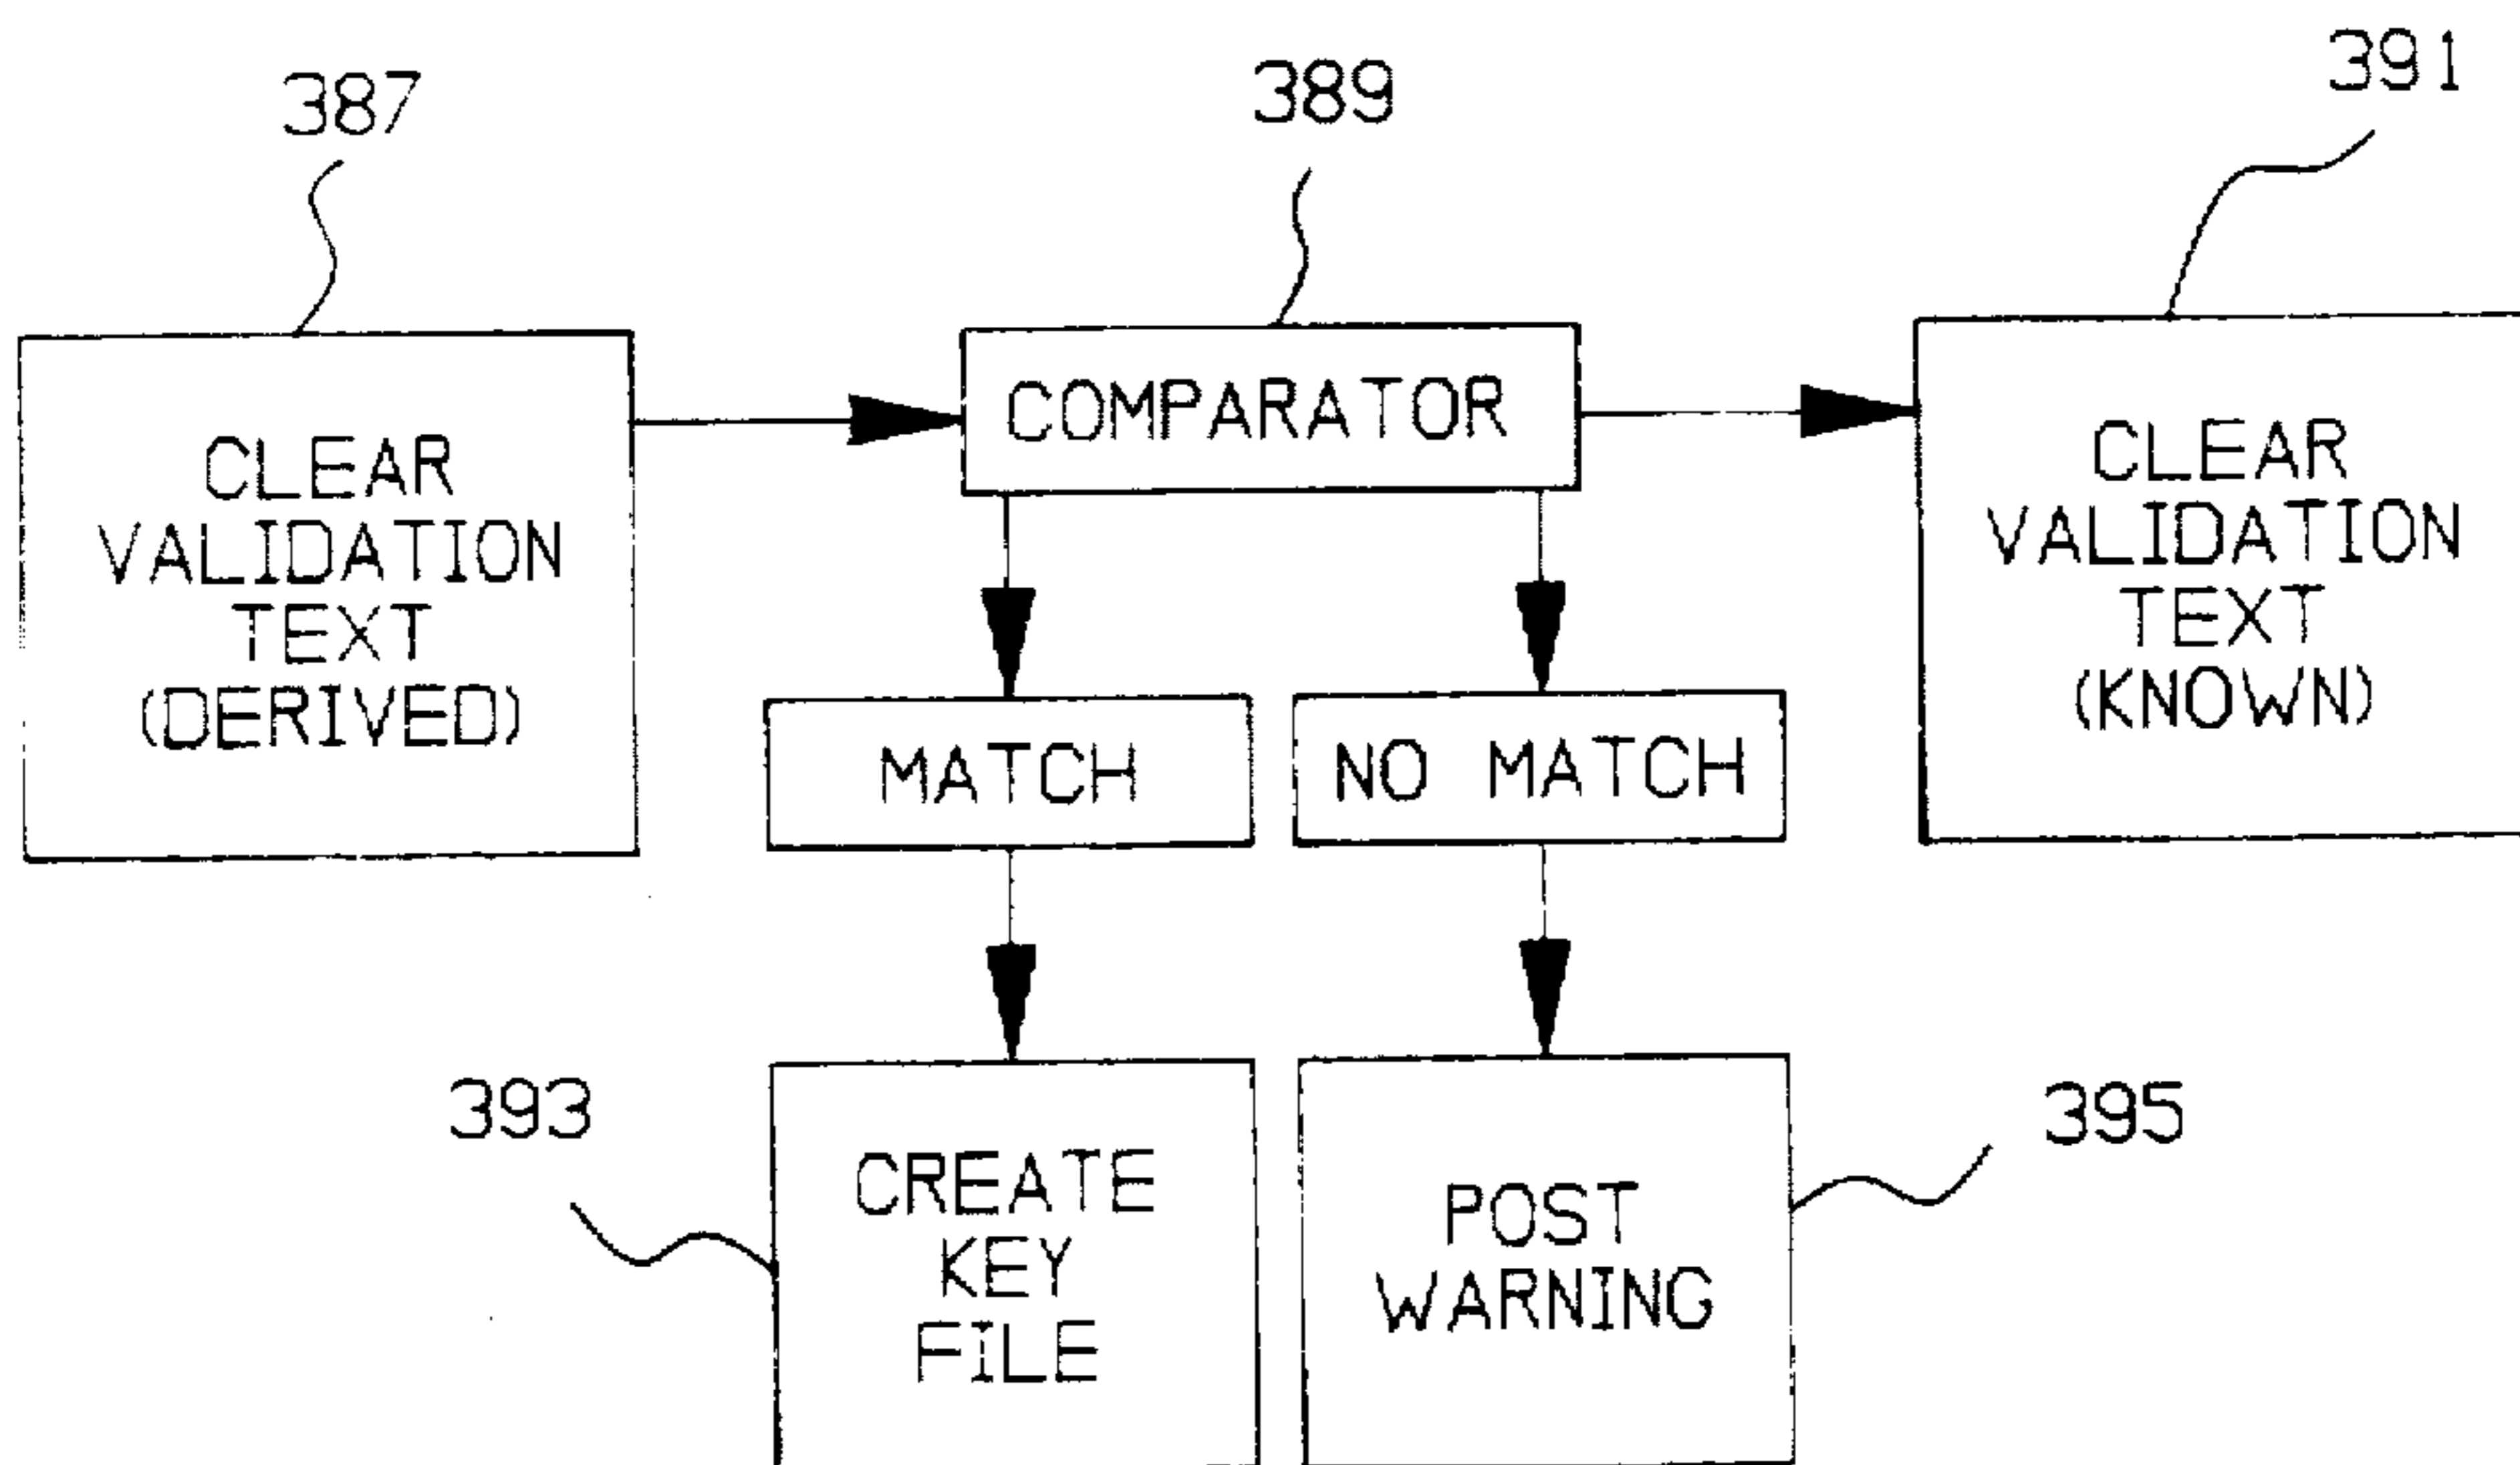 387
389
391
CLEAR
VALIDATION
TEXT
(DERIVED)
COMPARATOR
CLEAR
VALIDATION
TEXT
(KNOWN)
MATCH
NO MATCH
393
CREATE
KEY
FILE
POST
WARNING
395